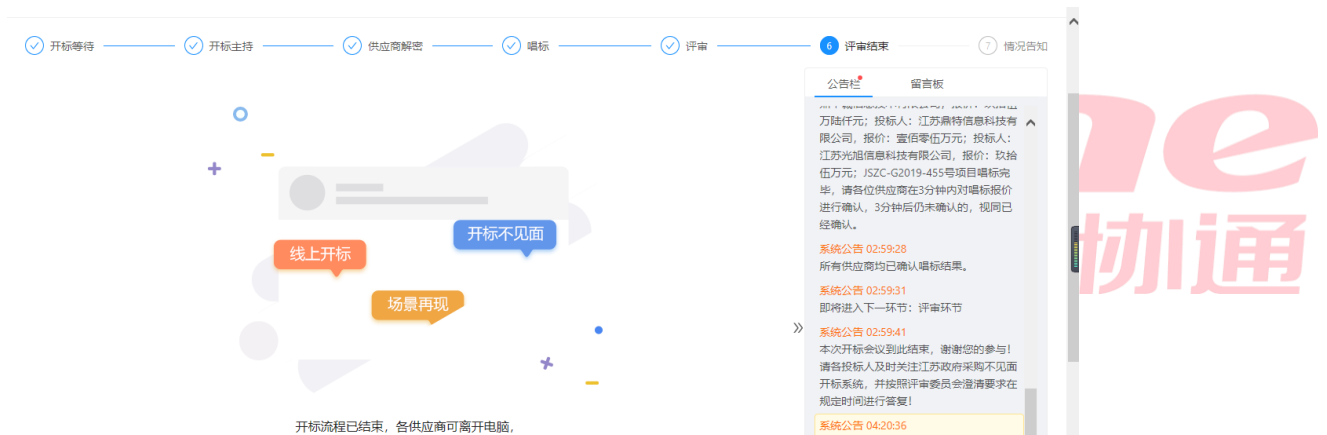 开标等待
开标主持
供应商解密
唱标
评审
6 评审结束
7 情况告知
公告栏
留言板
万陆仟元；投标人：江苏鼎特信息科技有
限公司，报价：壹佰零伍万元；投标人：
江苏光旭信息科技有限公司，报价：玖拾
伍万元；JSZC-G2019-455号项目唱标完
毕，请各位供应商在3分钟内对唱标报价
进行确认，3分钟后仍未确认的，视同已
经确认。
系统公告 02:59:28
所有供应商均已确认唱标结果。
系统公告 02:59:31
即将进入下一环节：评审环节
系统公告 02:59:41
本次开标会议到此结束，谢谢您的参与！
请各投标人及时关注江苏政府采购不见面
开标系统，并按照评审委员会澄清要求在
规定时间进行答复！
系统公告 04:20:36
开标不见面
线上开标
场景再现
开标流程已结束，各供应商可离开电脑，
ne
协通